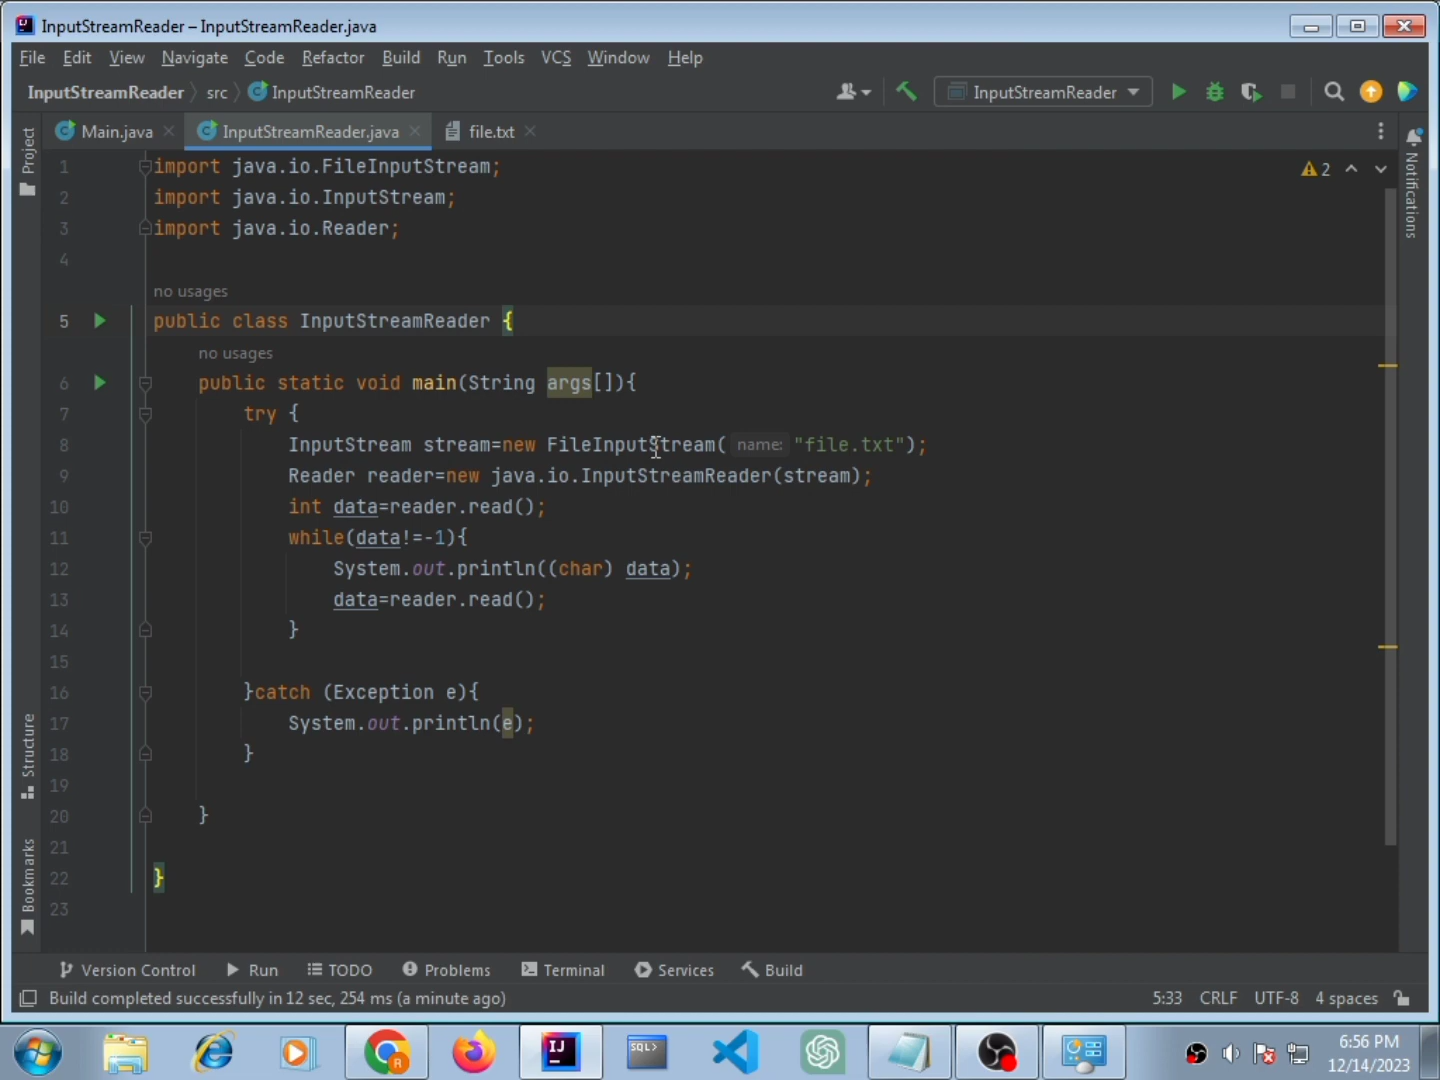 InputStreamReader – InputStreamReader.java
File Edit View Navigate Code Refactor Build Run Tools VCS Window Help
InputStreamReader src InputStreamReader InputStreamReader
Main.java InputStreamReader.java file.txt
Project
Notifications
2
1 import java.io.FileInputStream;
2 import java.io.InputStream;
3 import java.io.Reader;
4
no usages
5 public class InputStreamReader {
no usages
6 public static void main(String args[]){
7 try {
8 InputStream stream=new FileInputStream( name: "file.txt");
9 Reader reader=new java.io.InputStreamReader(stream);
10 int data=reader.read();
11 while(data!=-1){
12 System.out.println((char) data);
13 data=reader.read();
14 }
15
16 }catch (Exception e){
17 System.out.println(e);
18 }
19
20 }
21
22 }
23
Structure
Bookmarks
Version Control Run TODO Problems Terminal Services Build
Build completed successfully in 12 sec, 254 ms (a minute ago) 5:33 CRLF UTF-8 4 spaces
R IJ SQL>
6:56 PM
12/14/2023